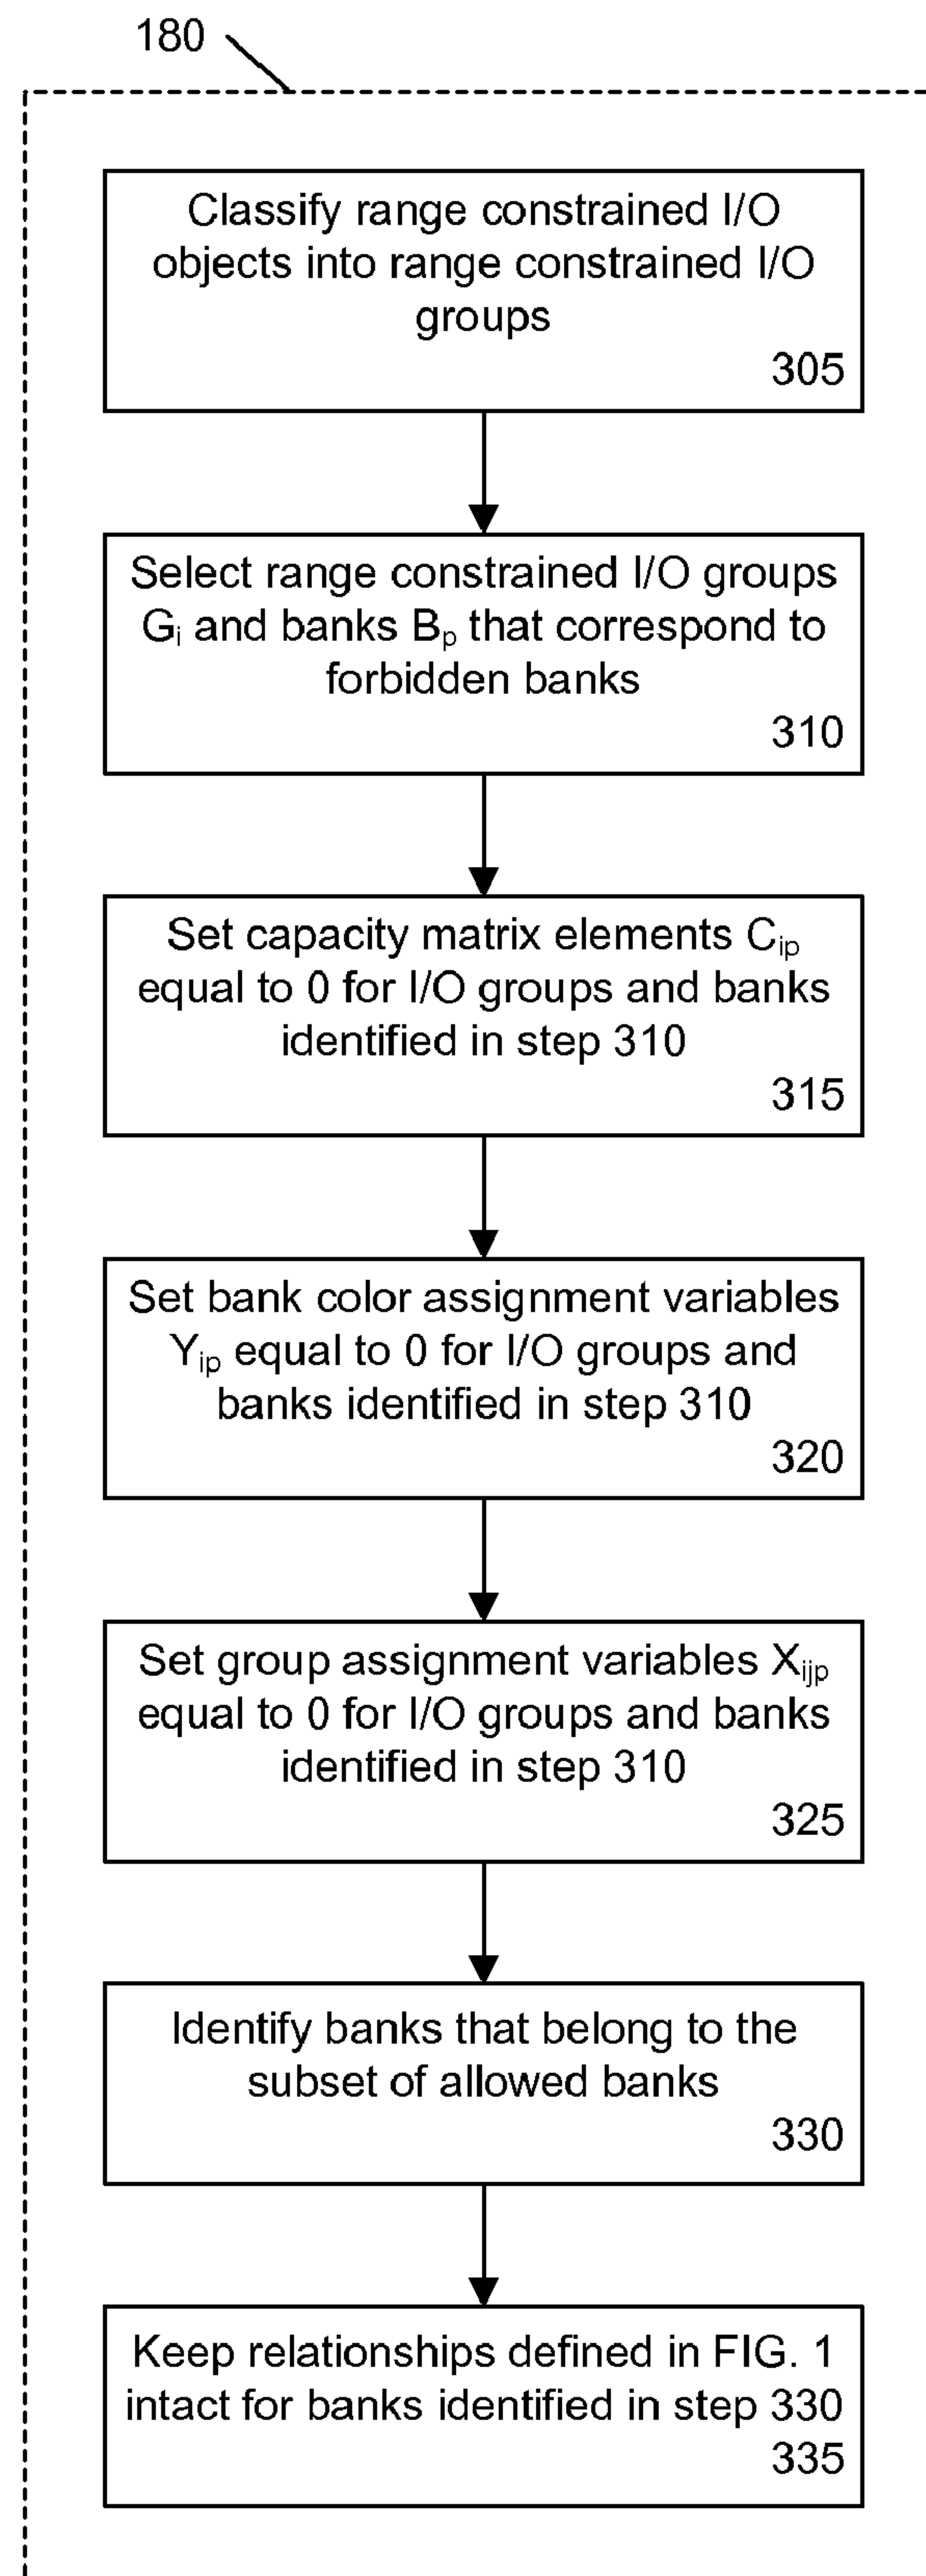 180
Classify range constrained I/O
objects into range constrained I/O
groups
305
Select range constrained I/O groups
Gi and banks Bp that correspond to
forbidden banks
310
Set capacity matrix elements Cip
equal to 0 for I/O groups and banks
identified in step 310
315
Set bank color assignment variables
Yip equal to 0 for I/O groups and
banks identified in step 310
320
Set group assignment variables Xijp
equal to 0 for I/O groups and banks
identified in step 310
325
Identify banks that belong to the
subset of allowed banks
330
Keep relationships defined in FIG. 1
intact for banks identified in step 330
335